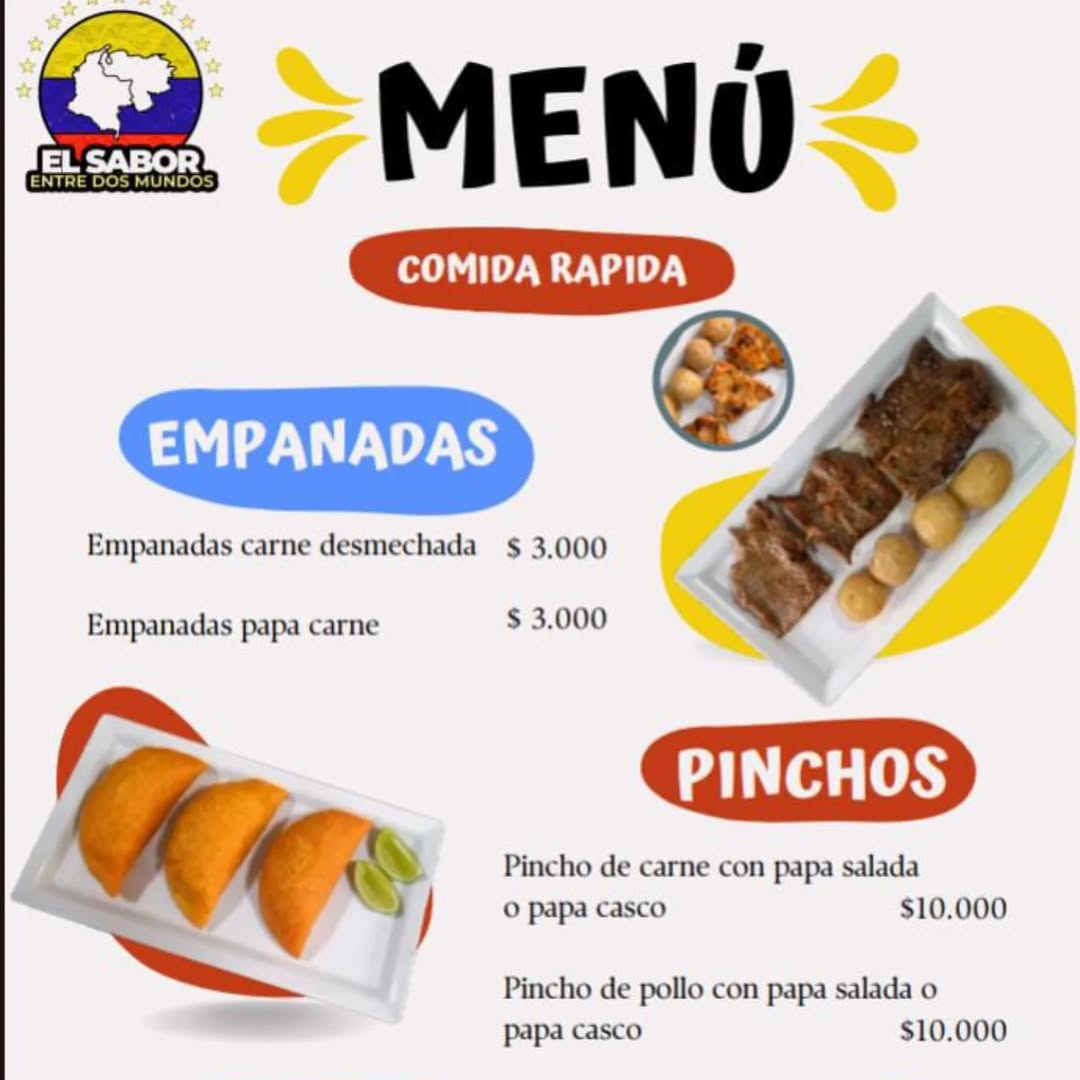 EL SABOR
ENTRE DOS MUNDOS
MENÚ
COMIDA RAPIDA
EMPANADAS
Empanadas carne desmechada $ 3.000
Empanadas papa carne $ 3.000
PINCHOS
Pincho de carne con papa salada
o papa casco $10.000
Pincho de pollo con papa salada o
papa casco $10.000